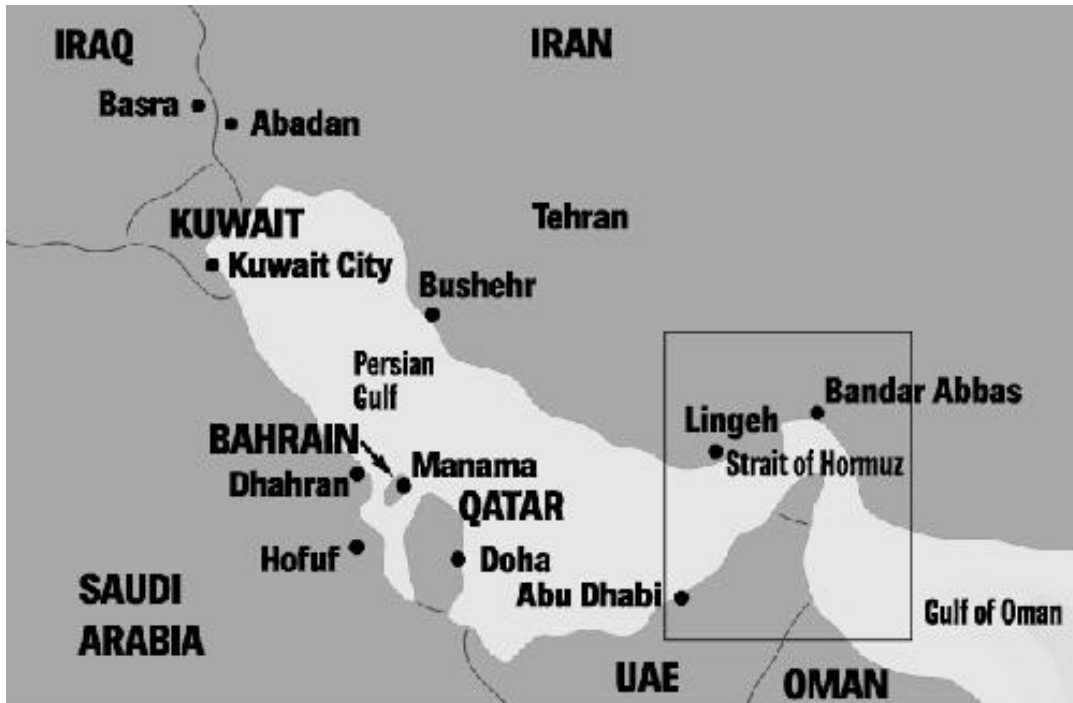 IRAQ
IRAN
Basra
Abadan
KUWAIT
Tehran
Kuwait City
Bushehr
Persian
Gulf
Bandar Abbas
Lingeh
BAHRAIN
Strait of Hormuz
Manama
Dhahran
QATAR
Hofuf
Doha
SAUDI
ARABIA
Abu Dhabi
Gulf of Oman
UAE
OMAN